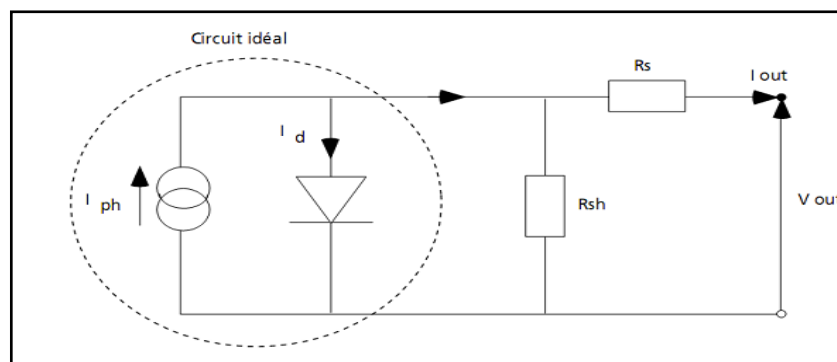 Circuit idéal
Rs
I out
I d
I ph
Rsh
V out